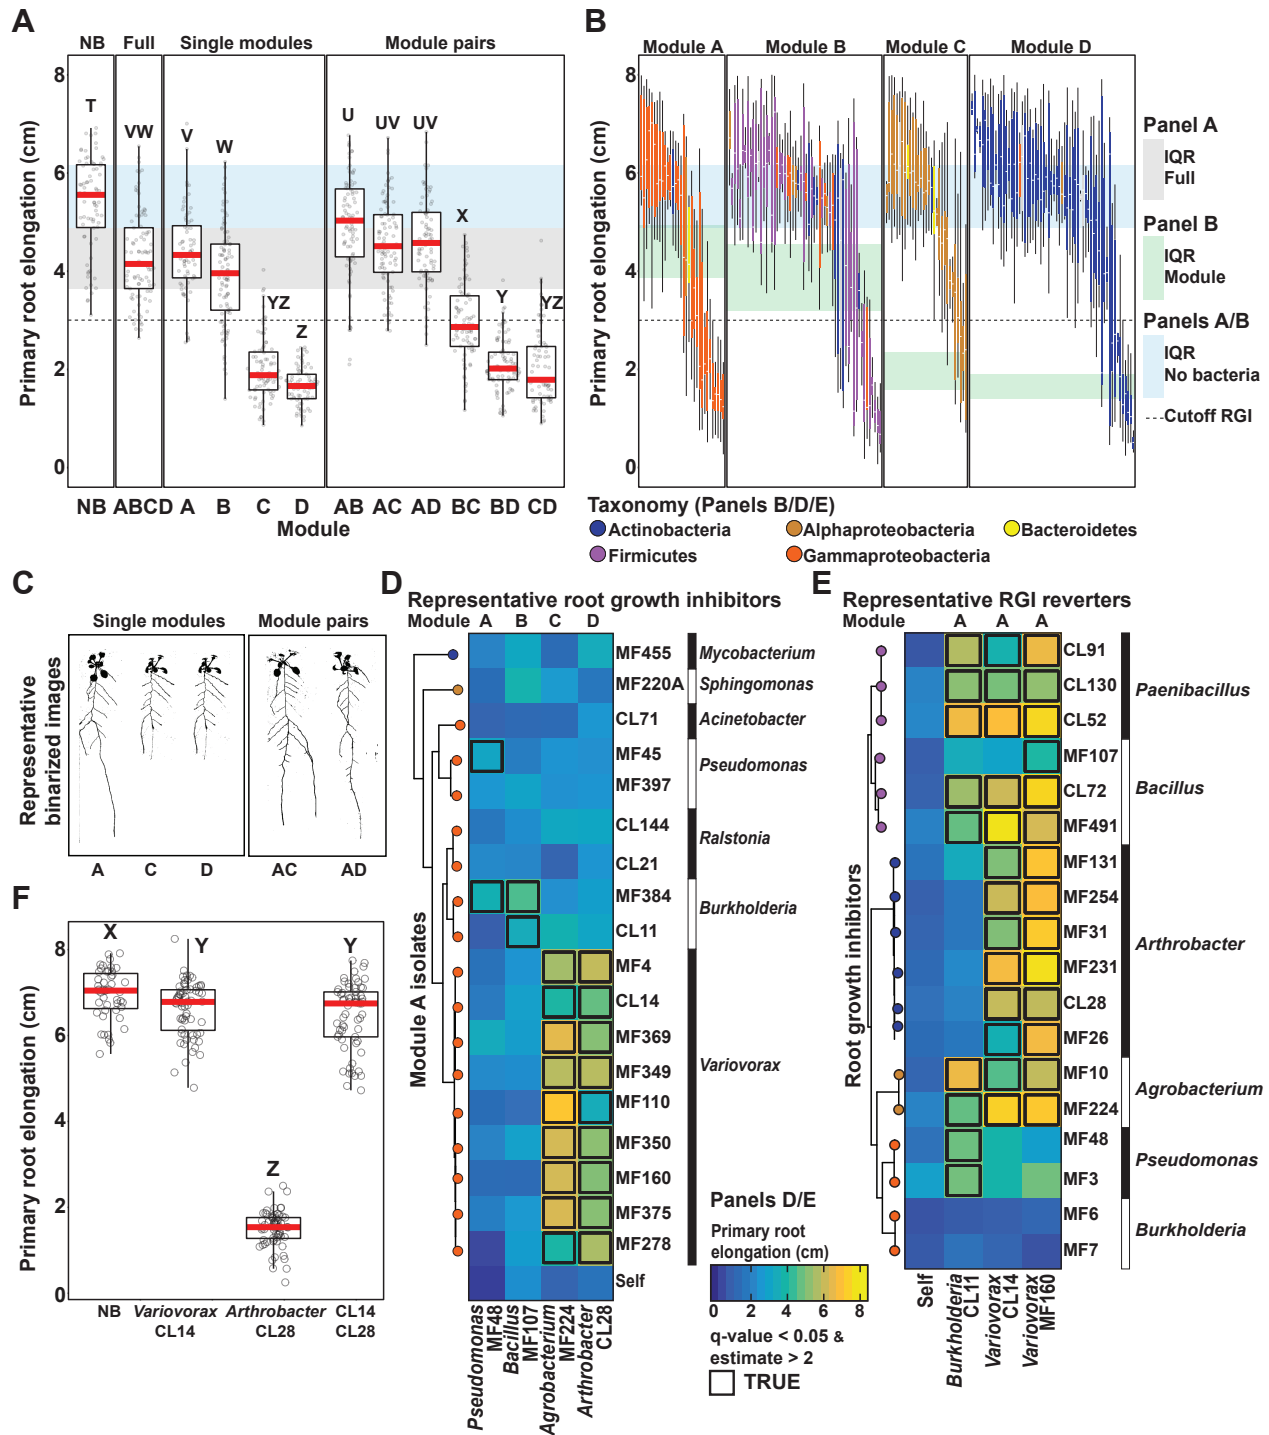 A
NB Full Single modules Module pairs
Primary root elongation (cm)
8
6
4
2
0
T
VW
V
W
YZ
Z
U
UV
UV
X
Y
YZ
NB ABCD A B C D AB AC AD BC BD CD
Module
B
Module A Module B Module C Module D
Primary root elongation (cm)
8
6
4
2
0
Panel A
IQR
Full
Panel B
IQR
Module
Panels A/B
IQR
No bacteria
Cutoff RGI
Taxonomy (Panels B/D/E)
Actinobacteria
Alphaproteobacteria
Bacteroidetes
Firmicutes
Gammaproteobacteria
C
Single modules Module pairs
Representative
binarized images
A C D AC AD
D
Representative root growth inhibitors
Module A B C D
Module A isolates
MF455
MF220A
CL71
MF45
MF397
CL144
CL21
MF384
CL11
MF4
CL14
MF369
MF349
MF110
MF350
MF160
MF375
MF278
Self
Mycobacterium
Sphingomonas
Acinetobacter
Pseudomonas
Ralstonia
Burkholderia
Variovorax
Pseudomonas
MF48
Bacillus
MF107
Agrobacterium
MF224
Arthrobacter
CL28
E
Representative RGI reverters
Module A A A
Root growth inhibitors
CL91
CL130
CL52
MF107
CL72
MF491
MF131
MF254
MF31
MF231
CL28
MF26
MF10
MF224
MF48
MF3
MF6
MF7
Paenibacillus
Bacillus
Arthrobacter
Agrobacterium
Pseudomonas
Burkholderia
Self
Burkholderia
CL11
Variovorax
CL14
Variovorax
MF160
Panels D/E
Primary root
elongation (cm)
0 2 4 6 8
q-value < 0.05 &
estimate > 2
TRUE
F
Primary root elongation (cm)
8
6
4
2
0
X
Y
Z
Y
NB Variovorax Arthrobacter CL14
CL14 CL28 CL28